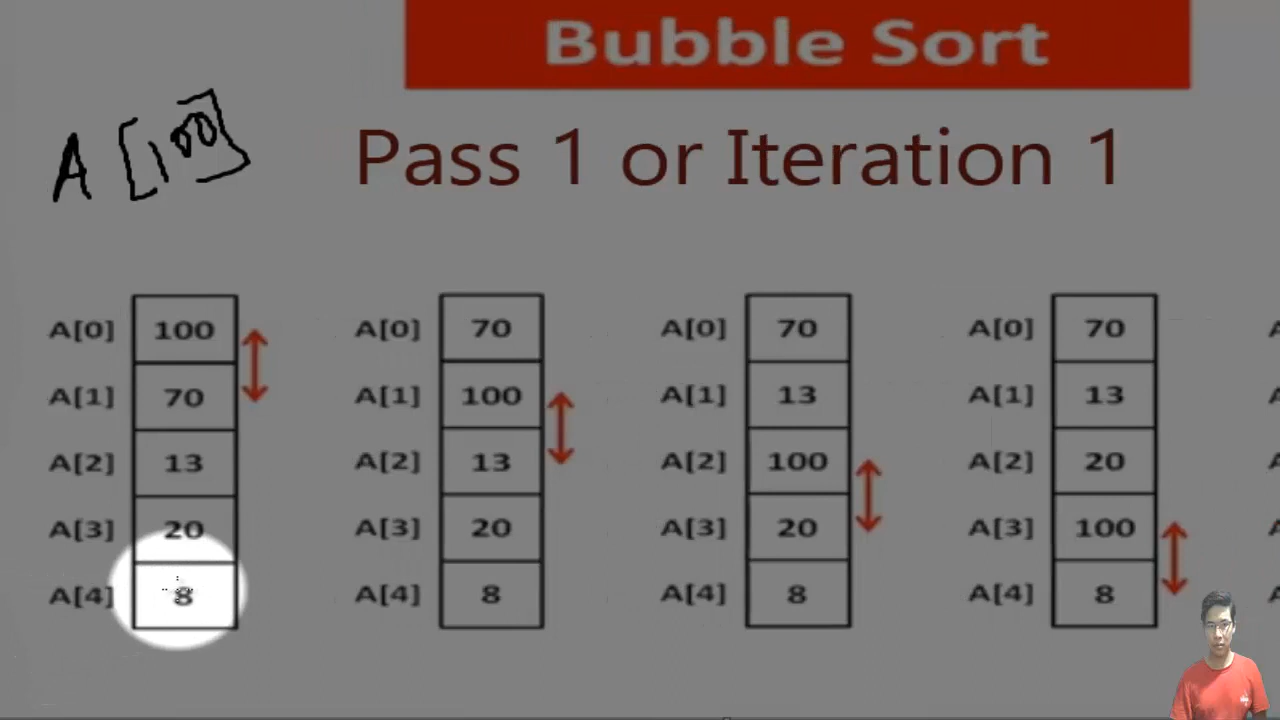 Bubble Sort
A [100]
Pass 1 or Iteration 1
A[0] 100 A[0] 70 A[0] 70 A[0] 70
A[1] 70 A[1] 100 A[1] 13 A[1] 13
A[2] 13 A[2] 13 A[2] 100 A[2] 20
A[3] 20 A[3] 20 A[3] 20 A[3] 100
A[4] 8 A[4] 8 A[4] 8 A[4] 8